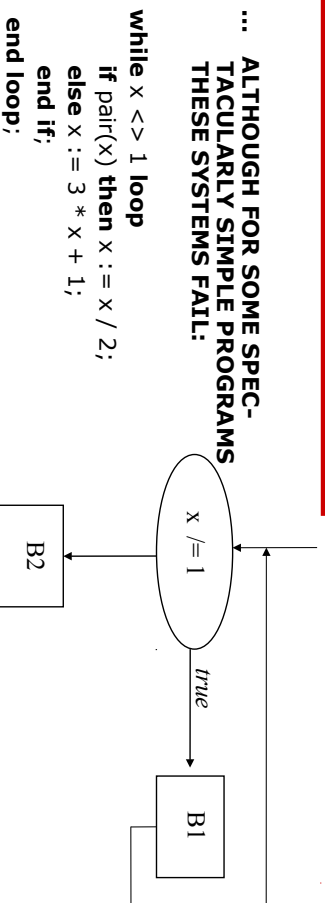 ... ALTHOUGH FOR SOME SPEC-
TACULARLY SIMPLE PROGRAMS
THESE SYSTEMS FAIL:
while x <> 1 loop
if pair(x) then x := x / 2;
else x := 3 * x + 1;
end if;
end loop;
x /= 1
true
B1
B2